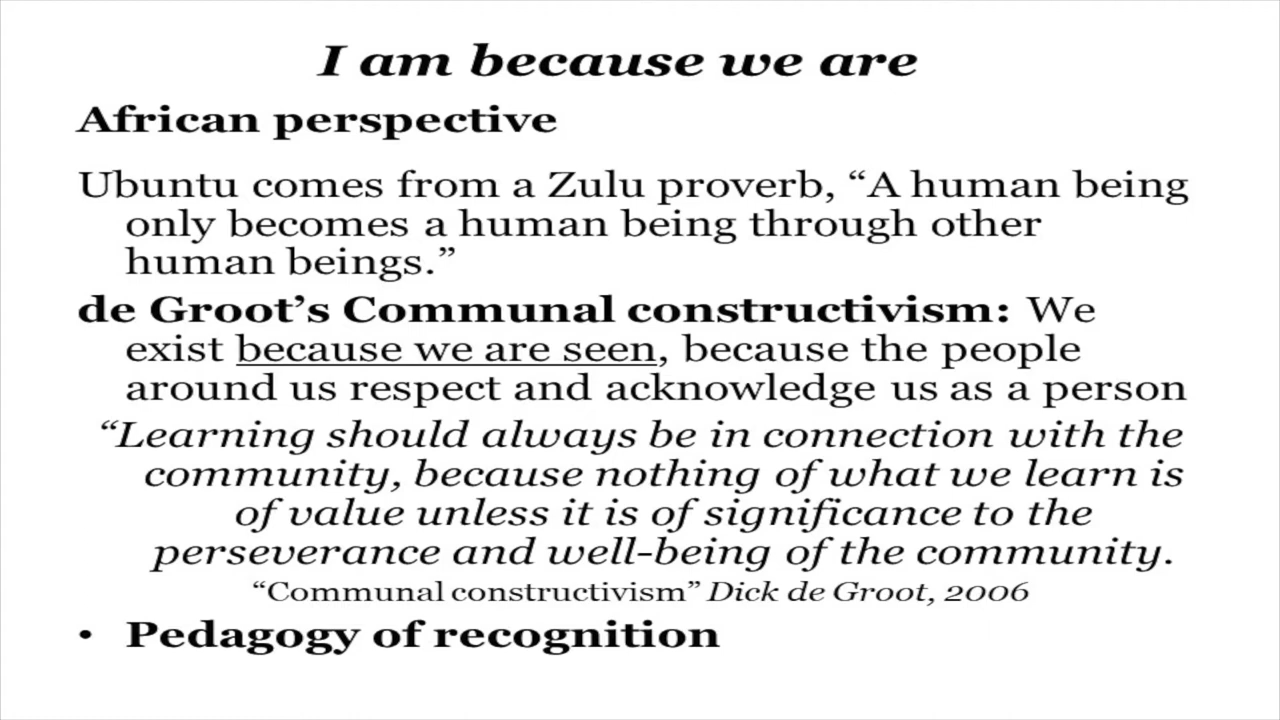 I am because we are
African perspective
Ubuntu comes from a Zulu proverb, “A human being
only becomes a human being through other
human beings.”
de Groot’s Communal constructivism: We
exist because we are seen, because the people
around us respect and acknowledge us as a person
“Learning should always be in connection with the
community, because nothing of what we learn is
of value unless it is of significance to the
perseverance and well-being of the community.
“Communal constructivism” Dick de Groot, 2006
• Pedagogy of recognition